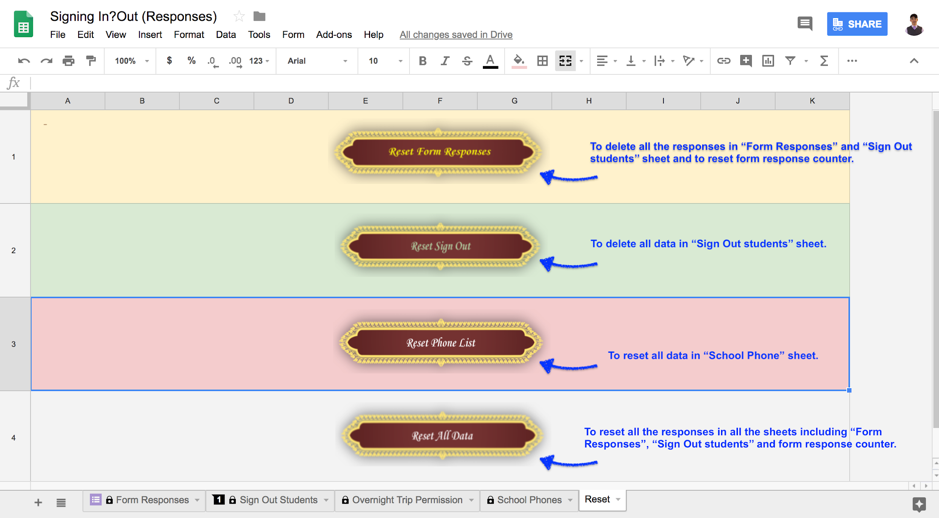 Signing In?Out (Responses)
File Edit View Insert Format Data Tools Form Add-ons Help All changes saved in Drive
SHARE
100% $ % .0 .00 123 Arial 10 B I S A Σ
fx
A B C D E F G H I J K
1
Reset Form Responses
To delete all the responses in “Form Responses” and “Sign Out
students” sheet and to reset form response counter.
2
Reset Sign Out
To delete all data in “Sign Out students” sheet.
3
Reset Phone List
To reset all data in “School Phone” sheet.
4
Reset All Data
To reset all the responses in all the sheets including “Form
Responses”, “Sign Out students” and form response counter.
Form Responses 1 Sign Out Students Overnight Trip Permission School Phones Reset